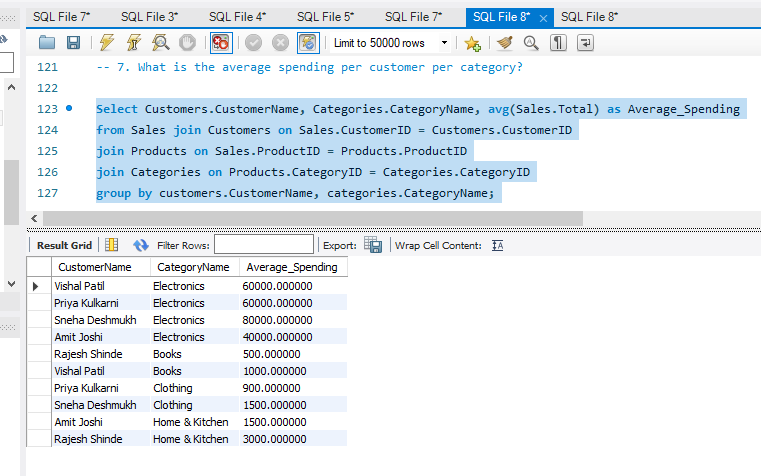 SQL File 7* SQL File 3* SQL File 4* SQL File 5* SQL File 7* SQL File 8* SQL File 8*
Limit to 50000 rows
121 -- 7. What is the average spending per customer per category?
122
123 Select Customers.CustomerName, Categories.CategoryName, avg(Sales.Total) as Average_Spending
124 from Sales join Customers on Sales.CustomerID = Customers.CustomerID
125 join Products on Sales.ProductID = Products.ProductID
126 join Categories on Products.CategoryID = Categories.CategoryID
127 group by customers.CustomerName, categories.CategoryName;
Result Grid Filter Rows: Export: Wrap Cell Content:
CustomerName CategoryName Average_Spending
Vishal Patil Electronics 60000.000000
Priya Kulkarni Electronics 60000.000000
Sneha Deshmukh Electronics 80000.000000
Amit Joshi Electronics 40000.000000
Rajesh Shinde Books 500.000000
Vishal Patil Books 1000.000000
Priya Kulkarni Clothing 900.000000
Sneha Deshmukh Clothing 1500.000000
Amit Joshi Home & Kitchen 1500.000000
Rajesh Shinde Home & Kitchen 3000.000000